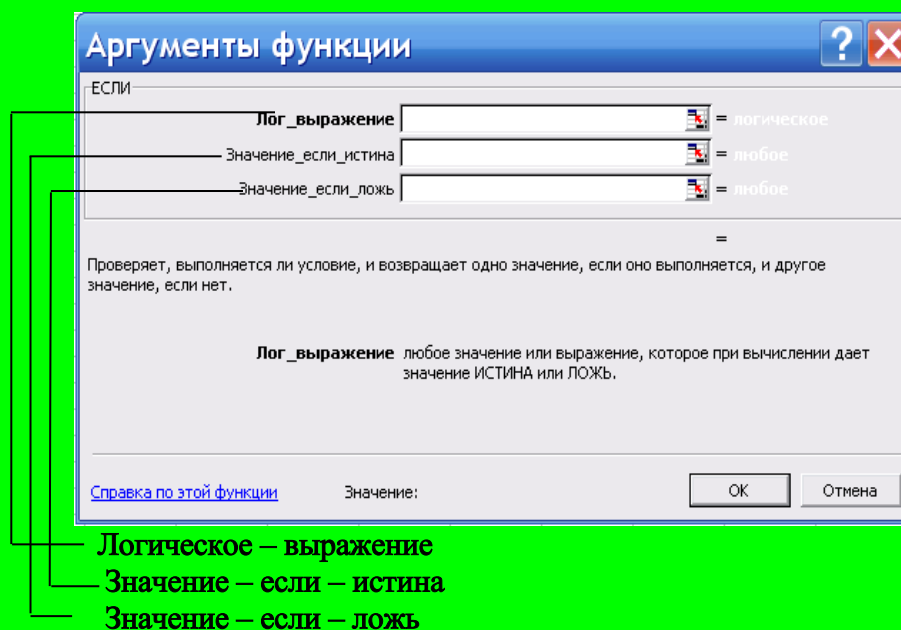 Аргументы функции
ЕСЛИ
Лог_выражение = логическое
Значение_если_истина = любое
Значение_если_ложь = любое
=
Проверяет, выполняется ли условие, и возвращает одно значение, если оно выполняется, и другое
значение, если нет.
Лог_выражение любое значение или выражение, которое при вычислении дает
значение ИСТИНА или ЛОЖЬ.
Справка по этой функции Значение: ОК Отмена
Логическое – выражение
Значение – если – истина
Значение – если – ложь